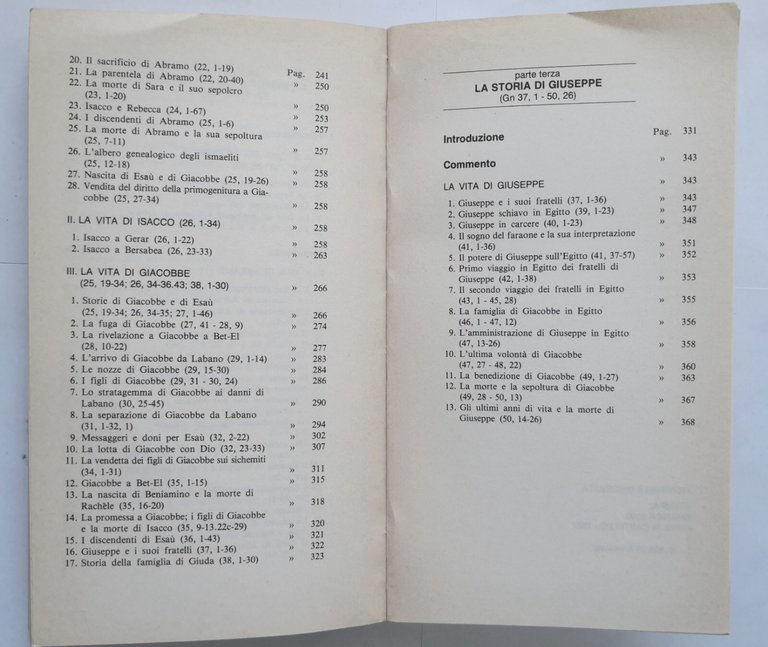 20. Il sacrificio di Abramo (22, 1-19) Pag. 241
21. La parentela di Abramo (22, 20-40) » 250
22. La morte di Sara e il suo sepolcro
(23, 1-20) » 250
23. Isacco e Rebecca (24, 1-67) » 253
24. I discendenti di Abramo (25, 1-6) » 257
25. La morte di Abramo e la sua sepoltura
(25, 7-11) » 257
26. L'albero genealogico degli ismaeliti
(25, 12-18) » 258
27. Nascita di Esaù e di Giacobbe (25, 19-26) » 258
28. Vendita del diritto della primogenitura a Gia-
cobbe (25, 27-34) » 258
II. LA VITA DI ISACCO (26, 1-34) » 258
1. Isacco a Gerar (26, 1-22) » 258
2. Isacco a Bersabea (26, 23-33) » 263
III. LA VITA DI GIACOBBE
(25, 19-34; 26, 34-36.43; 38, 1-30) » 266
1. Storie di Giacobbe e di Esaù
(25, 19-34; 26, 34-35; 27, 1-46) » 266
2. La fuga di Giacobbe (27, 41 - 28, 9) » 274
3. La rivelazione a Giacobbe a Bet-El
(28, 10-22) » 277
4. L'arrivo di Giacobbe da Labano (29, 1-14) » 283
5. Le nozze di Giacobbe (29, 15-30) » 284
6. I figli di Giacobbe (29, 31 - 30, 24) » 286
7. Lo stratagemma di Giacobbe ai danni di
Labano (30, 25-45) » 290
8. La separazione di Giacobbe da Labano
(31, 1-32, 1) » 294
9. Messaggeri e doni per Esaù (32, 2-22) » 302
10. La lotta di Giacobbe con Dio (32, 23-33) » 307
11. La vendetta dei figli di Giacobbe sui sichemiti
(34, 1-31) » 311
12. Giacobbe a Bet-El (35, 1-15) » 315
13. La nascita di Beniamino e la morte di
Rachèle (35, 16-20) » 318
14. La promessa a Giacobbe; i figli di Giacobbe
e la morte di Isacco (35, 9-13.22c-29) » 320
15. I discendenti di Esaù (36, 1-43) » 321
16. Giuseppe e i suoi fratelli (37, 1-36) » 322
17. Storia della famiglia di Giuda (38, 1-30) » 323
parte terza
LA STORIA DI GIUSEPPE
(Gn 37, 1 - 50, 26)
Introduzione Pag. 331
Commento » 343
LA VITA DI GIUSEPPE » 343
1. Giuseppe e i suoi fratelli (37, 1-36) » 343
2. Giuseppe schiavo in Egitto (39, 1-23) » 347
3. Giuseppe in carcere (40, 1-23) » 348
4. Il sogno del faraone e la sua interpretazione
(41, 1-36) » 351
5. Il potere di Giuseppe sull'Egitto (41, 37-57) » 352
6. Primo viaggio in Egitto dei fratelli di
Giuseppe (42, 1-38) » 353
7. Il secondo viaggio dei fratelli in Egitto
(43, 1 - 45, 28) » 355
8. La famiglia di Giacobbe in Egitto
(46, 1 - 47, 12) » 356
9. L'amministrazione di Giuseppe in Egitto
(47, 13-26) » 358
10. L'ultima volontà di Giacobbe
(47, 27 - 48, 22) » 360
11. La benedizione di Giacobbe (49, 1-27) » 363
12. La morte e la sepoltura di Giacobbe
(49, 28 - 50, 13) » 367
13. Gli ultimi anni di vita e la morte di
Giuseppe (50, 14-26) » 368